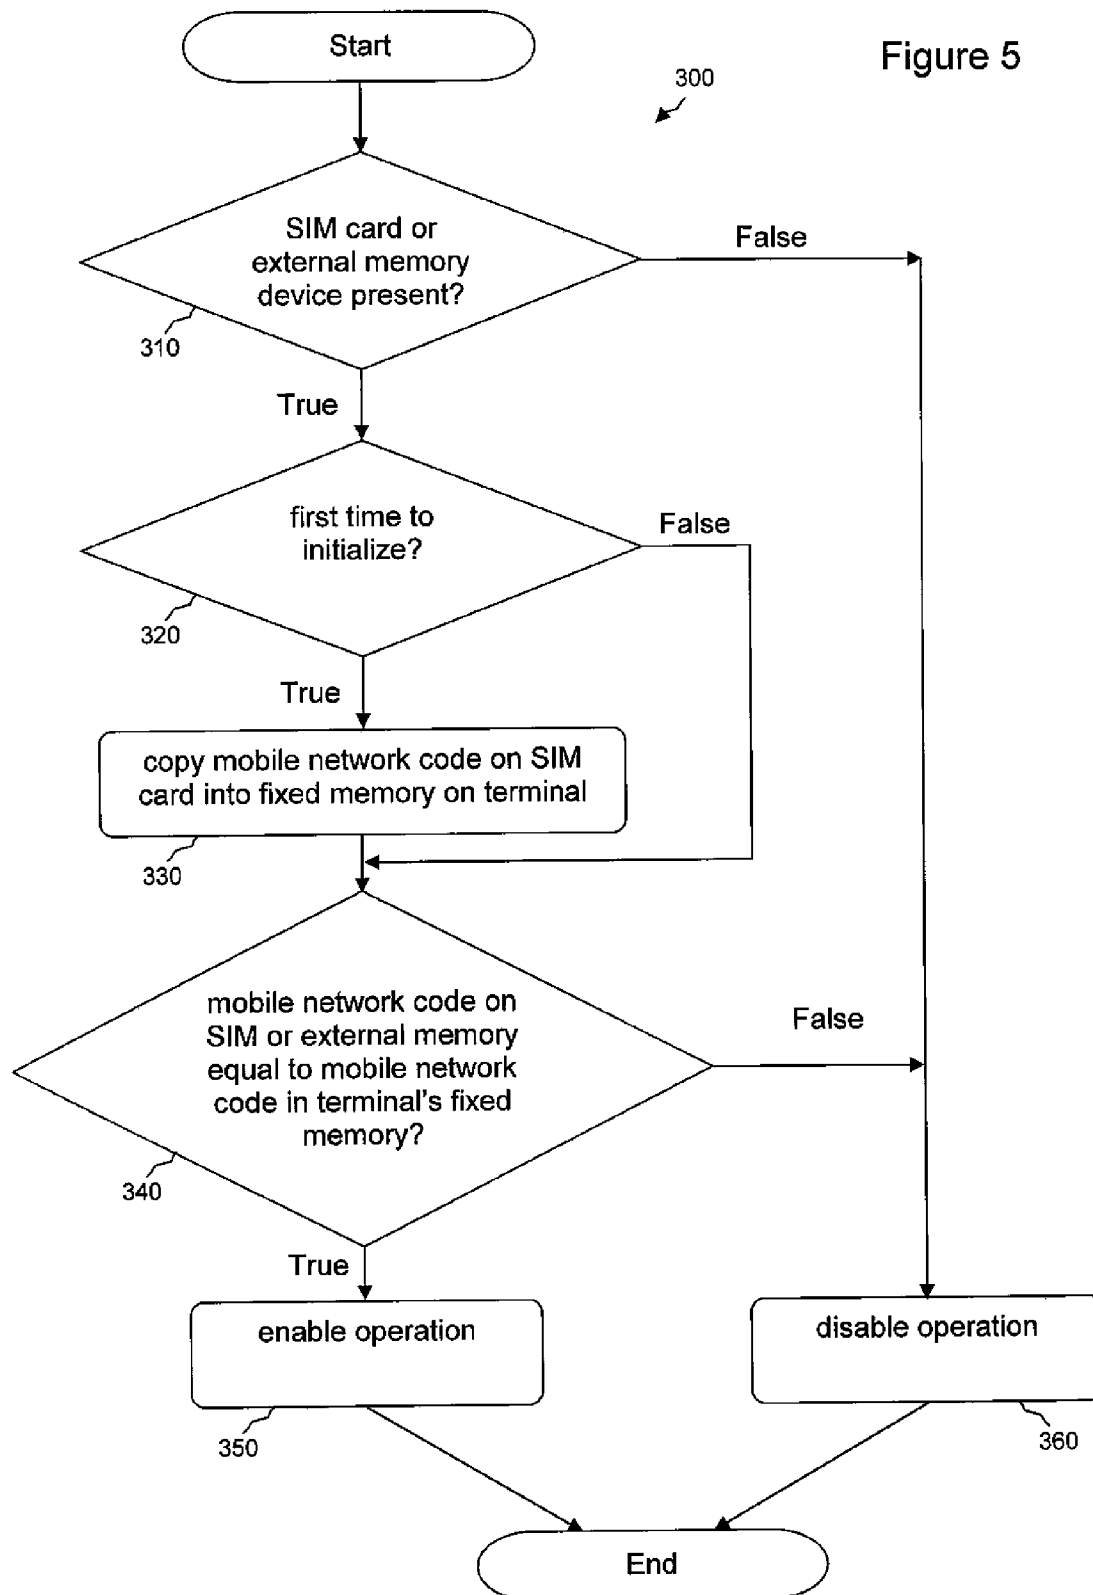 Start
Figure 5
300
SIM card or
external memory
device present?
False
310
True
first time to
initialize?
False
320
True
copy mobile network code on SIM
card into fixed memory on terminal
330
mobile network code on
SIM or external memory
equal to mobile network
code in terminal's fixed
memory?
False
340
True
enable operation
disable operation
350
360
End